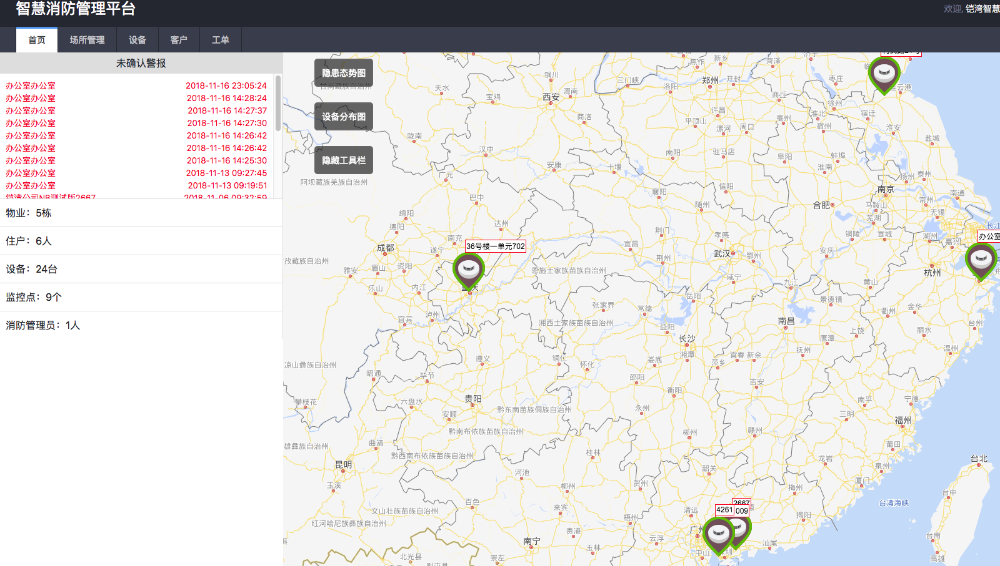 智慧消防管理平台
欢迎, 铠湾智慧
首页 场所管理 设备 客户 工单
未确认警报
办公室办公室 2018-11-16 23:05:24
办公室办公室 2018-11-16 14:28:24
办公室办公室 2018-11-16 14:27:37
办公室办公室 2018-11-16 14:27:30
办公室办公室 2018-11-16 14:26:42
办公室办公室 2018-11-16 14:26:42
办公室办公室 2018-11-16 14:25:30
办公室办公室 2018-11-13 09:27:45
办公室办公室 2018-11-13 09:19:51
铠湾公司NB测试版2667 2018-11-06 09:32:59
物业：5栋
住户：6人
设备：24台
监控点：9个
消防管理员：1人
隐患态势图
设备分布图
隐藏工具栏
焦作 新乡 菏泽 济宁
铜川 三门峡 洛阳 郑州 开封 枣庄 连云港
甘南藏族自治州 天水 宝鸡 西安 渭南 商丘 徐州
商洛 平顶山 许昌 漯河 周口 亳州 淮北 宿州 宿迁
陇南 汉中 安康 十堰 南阳 驻马店 阜阳 蚌埠 淮南 淮安 盐城
阿坝藏族羌族自治州 广元 襄阳 信阳 扬州 泰州
巴中 随州 合肥 南京 马鞍山 常州 南通
绵阳 德阳 达州 荆门 孝感 芜湖 无锡 长江
成都 南充 遂宁 宜昌 铜陵 宣城 湖州 嘉兴
36号楼一单元702
办公室
孜藏族自治州 雅安 眉山 资阳 恩施土家族苗族自治州 荆州 武汉 鄂州 安庆 杭州
乐山 内江 咸宁 九江 黄山
泸州 宜宾 张家界 常德 岳阳 景德镇 衢州 金华
湘西土家族苗族自治州 益阳 南昌 上饶 丽水 台州
长沙 湘潭 鹰潭 温州
凉山彝族自治州 遵义 铜仁 怀化 娄底 萍乡 宜春 新余 抚州
昭通 毕节 邵阳 吉安
攀枝花 六盘水 贵阳 衡阳 南平 宁德
安顺 黔东南苗族侗族自治州 永州 三明 福州
黔南布依族苗族自治州 郴州 赣州
雄彝族自治州 曲靖 黔西南布依族苗族自治州 桂林 莆田
昆明 河池 韶关 龙岩 泉州 台北
玉溪 柳州 贺州 梅州 厦门 台中
百色 来宾 台湾海峡
文山壮族苗族自治州 梧州 清远 揭阳
红河哈尼族彝族自治州
2667
4261 009
贵港 广州 台南
南宁 玉林 云浮 汕尾
北光县 崇左 中山 高雄